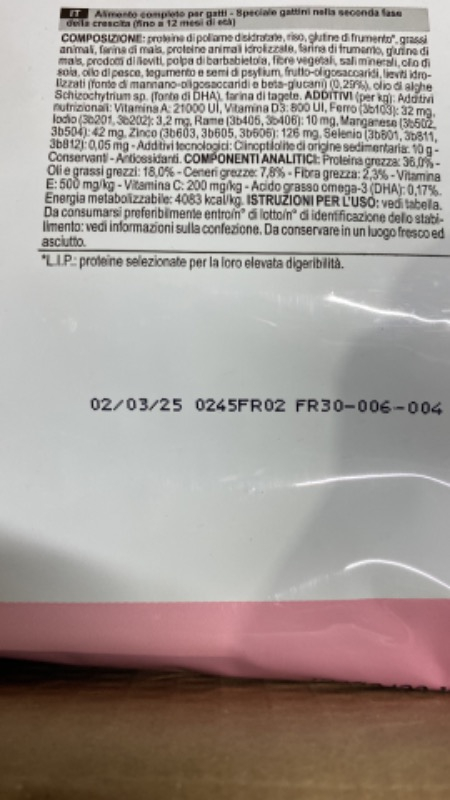 IT Alimento completo per gatti - Speciale gattini nella seconda fase
della crescita (fino a 12 mesi di età)
COMPOSIZIONE: proteine di pollame disidratate, riso, glutine di frumento*, grassi
animali, farina di mais, proteine animali idrolizzate, farina di frumento, glutine di
mais, prodotti di lieviti, polpa di barbabietola, fibre vegetali, sali minerali, olio di
soia, olio di pesce, tegumento e semi di psyllium, frutto-oligosaccaridi, lieviti idro-
lizzati (fonte di mannano-oligosaccaridi e beta-glucani) (0,29%), olio di alghe
Schizochytrium sp. (fonte di DHA), farina di tagete. ADDITIVI (per kg): Additivi
nutrizionali: Vitamina A: 21000 UI, Vitamina D3: 800 UI, Ferro (3b103): 32 mg,
Iodio (3b201, 3b202): 3,2 mg, Rame (3b405, 3b406): 10 mg, Manganese (3b502,
3b504): 42 mg, Zinco (3b603, 3b605, 3b606): 126 mg, Selenio (3b801, 3b811,
3b812): 0,05 mg - Additivi tecnologici: Clinoptilolite di origine sedimentaria: 10 g -
Conservanti - Antiossidanti. COMPONENTI ANALITICI: Proteina grezza: 36,0% -
Oli e grassi grezzi: 18,0% - Ceneri grezze: 7,8% - Fibra grezza: 2,3% - Vitamina
E: 500 mg/kg - Vitamina C: 200 mg/kg - Acido grasso omega-3 (DHA): 0,17%.
Energia metabolizzabile: 4083 kcal/kg. ISTRUZIONI PER L'USO: vedi tabella.
Da consumarsi preferibilmente entro/n° di lotto/n° di identificazione dello stabi-
limento: vedi informazioni sulla confezione. Da conservare in un luogo fresco ed
asciutto.
*L.I.P.: proteine selezionate per la loro elevata digeribilità.
02/03/25 0245FR02 FR30-006-004